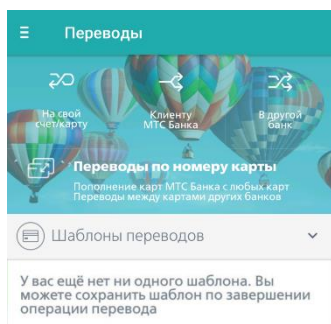 Переводы
На свой счёт/карту
Клиенту МТС Банка
В другой банк
Переводы по номеру карты
Пополнение карт МТС Банка с любых карт
Переводы между картами других банков
Шаблоны переводов
У вас ещё нет ни одного шаблона. Вы
можете сохранить шаблон по завершении
операции перевода